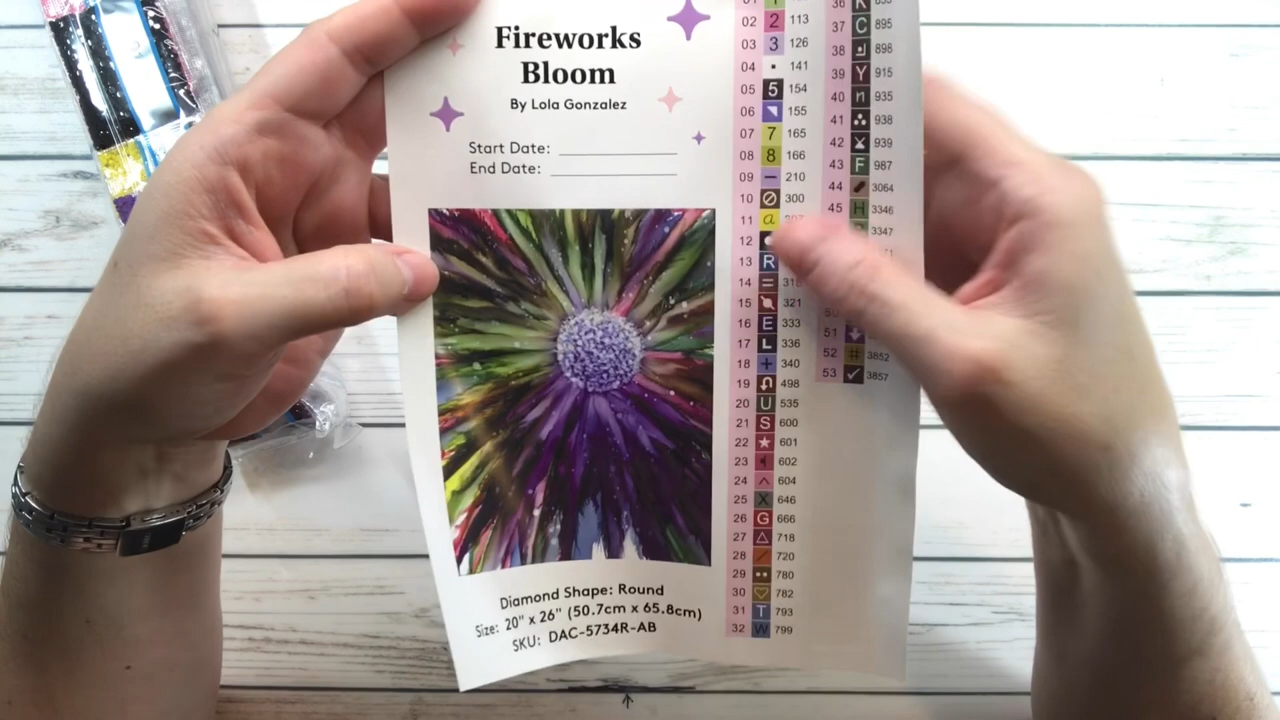 Fireworks
Bloom
By Lola Gonzalez
Start Date:
End Date:
Diamond Shape: Round
Size: 20" x 26" (50.7cm x 65.8cm)
SKU: DAC-5734R-AB
02 2 113
03 3 126
04 141
05 5 154
06 155
07 7 165
08 8 166
09 210
10 300
11 a
12
13 R
14 =
15 321
16 E 333
17 L 336
18 + 340
19 498
20 U 535
21 S 600
22 ★ 601
23 602
24 604
25 X 646
26 G 666
27 △ 718
28 720
29 780
30 ♡ 782
31 T 793
32 W 799
36 K
37 C 895
38 898
39 Y 915
40 n 935
41 938
42 939
43 F 987
44 3064
45 H 3346
3347
51
52 # 3852
53 ✓ 3857